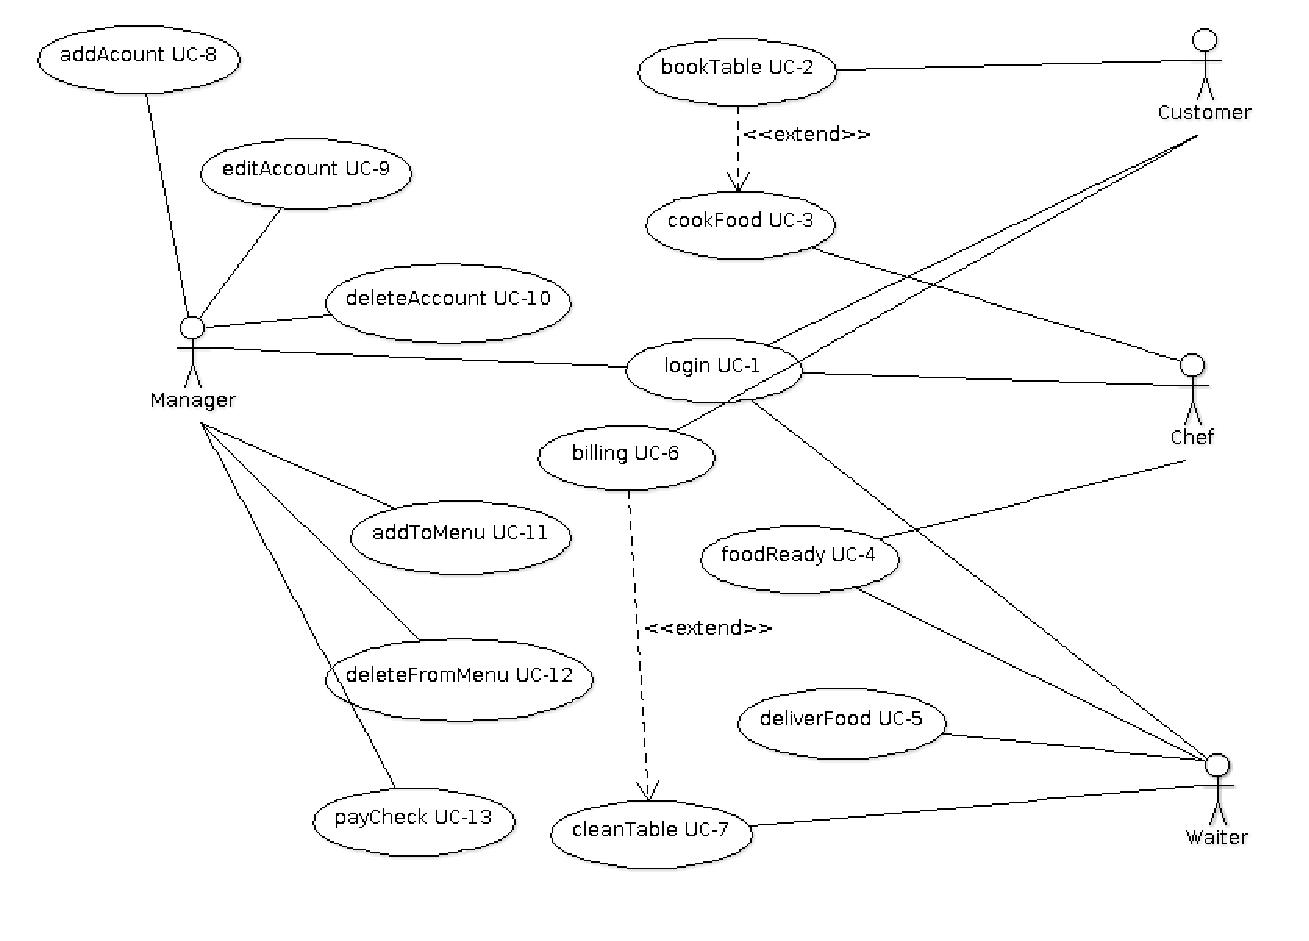 addAcount UC-8
bookTable UC-2
Customer
<<extend>>
editAccount UC-9
cookFood UC-3
deleteAccount UC-10
login UC-1
Manager
Chef
billing UC-6
addToMenu UC-11
foodReady UC-4
<<extend>>
deleteFromMenu UC-12
deliverFood UC-5
payCheck UC-13
cleanTable UC-7
Waiter